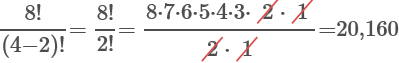 8!/(4−2)! = 8!/2! = 8·7·6·5·4·3· 2 · 1/2 · 1 =20,160